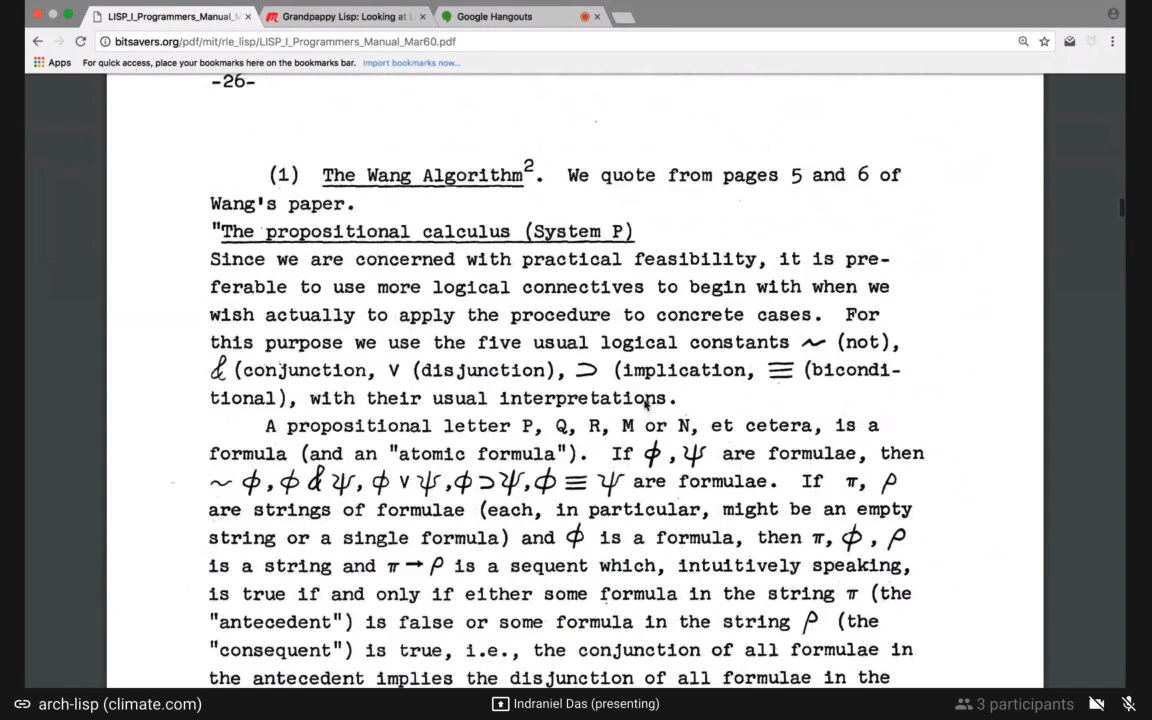 LISP_I_Programmers_Manual_M
Grandpappy Lisp: Looking at L
Google Hangouts
bitsavers.org/pdf/mit/rle_lisp/LISP_I_Programmers_Manual_Mar60.pdf
Apps For quick access, place your bookmarks here on the bookmarks bar. Import bookmarks now...
-26-
(1) The Wang Algorithm². We quote from pages 5 and 6 of
Wang's paper.
"The propositional calculus (System P)
Since we are concerned with practical feasibility, it is pre-
ferable to use more logical connectives to begin with when we
wish actually to apply the procedure to concrete cases. For
this purpose we use the five usual logical constants ~ (not),
& (conjunction, V (disjunction), ⊃ (implication, ≡ (bicondi-
tional), with their usual interpretations.
A propositional letter P, Q, R, M or N, et cetera, is a
formula (and an "atomic formula"). If ϕ, ψ are formulae, then
~ ϕ, ϕ & ψ, ϕ ∨ ψ, ϕ ⊃ ψ, ϕ ≡ ψ are formulae. If π, ρ
are strings of formulae (each, in particular, might be an empty
string or a single formula) and ϕ is a formula, then π, ϕ, ρ
is a string and π → ρ is a sequent which, intuitively speaking,
is true if and only if either some formula in the string π (the
"antecedent") is false or some formula in the string ρ (the
"consequent") is true, i.e., the conjunction of all formulae in
the antecedent implies the disjunction of all formulae in the
arch-lisp (climate.com)
Indraniel Das (presenting)
3 participants